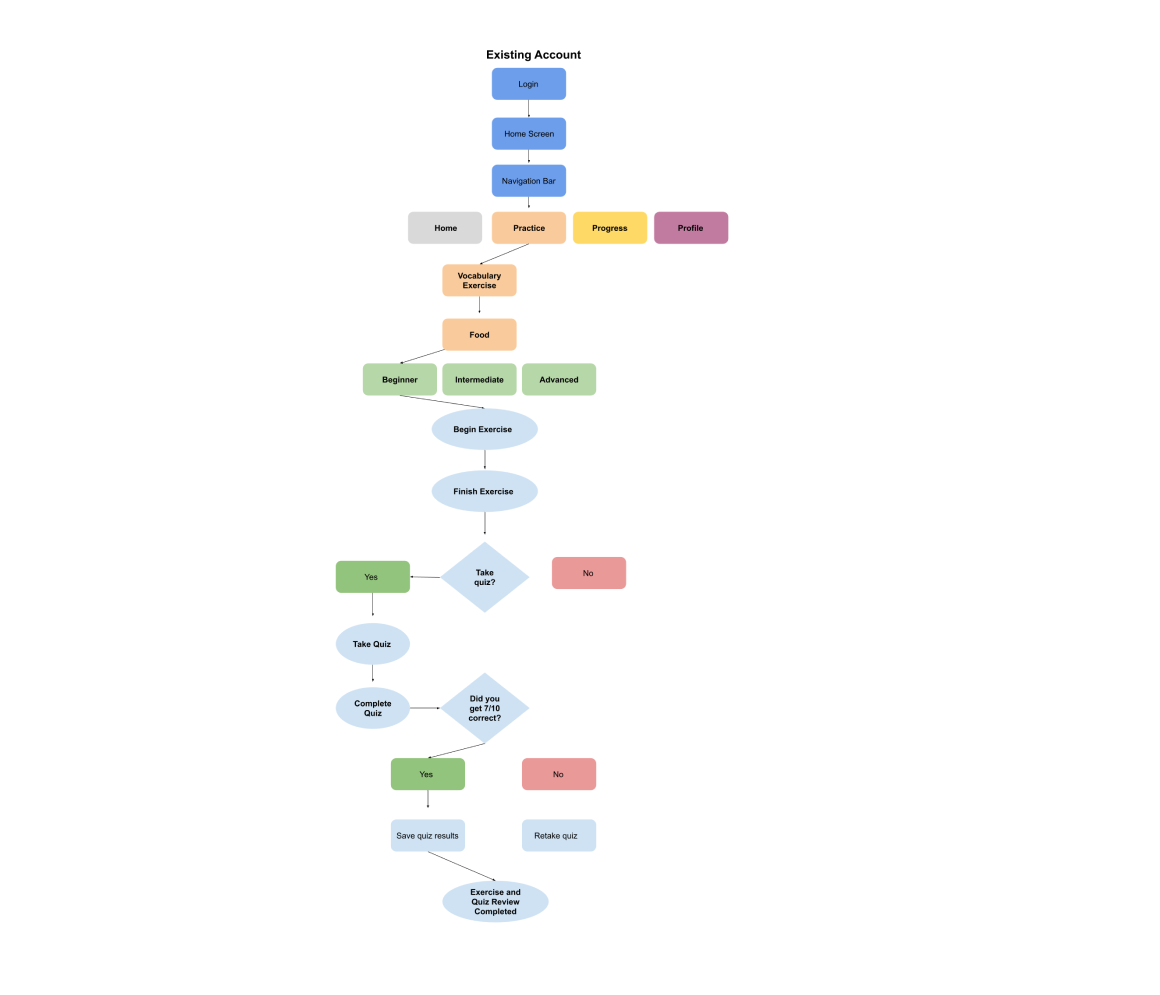 Existing Account
Login
Home Screen
Navigation Bar
Home
Practice
Progress
Profile
Vocabulary
Exercise
Food
Beginner
Intermediate
Advanced
Begin Exercise
Finish Exercise
Yes
Take
quiz?
No
Take Quiz
Complete
Quiz
Did you
get 7/10
correct?
Yes
No
Save quiz results
Retake quiz
Exercise and
Quiz Review
Completed